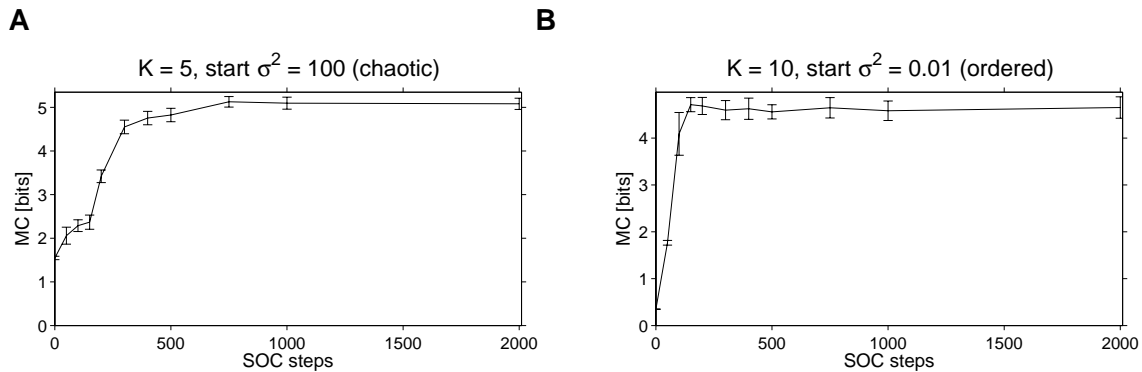 A
K = 5, start σ² = 100 (chaotic)
MC [bits]
5
4
3
2
1
0
0 500 1000 1500 2000
SOC steps
B
K = 10, start σ² = 0.01 (ordered)
MC [bits]
4
3
2
1
0
0 500 1000 1500 2000
SOC steps